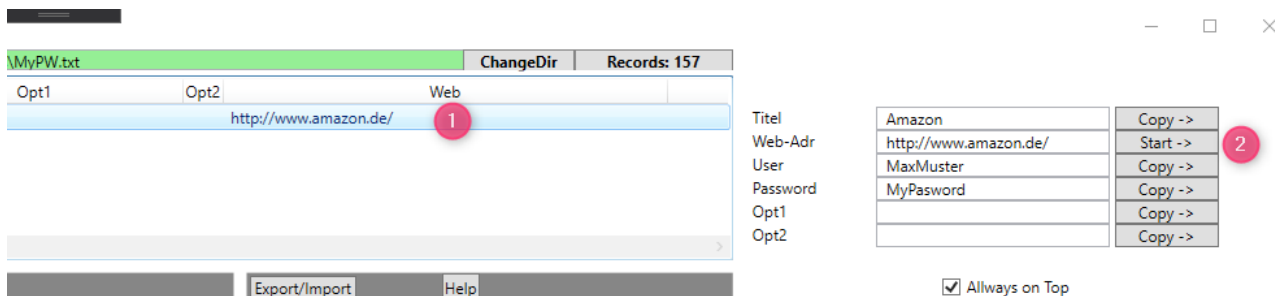 \MyPW.txt ChangeDir Records: 157
Opt1 Opt2 Web
http://www.amazon.de/ 1
Titel Amazon Copy ->
Web-Adr http://www.amazon.de/ Start -> 2
User MaxMuster Copy ->
Password MyPasword Copy ->
Opt1 Copy ->
Opt2 Copy ->
Export/Import Help Allways on Top